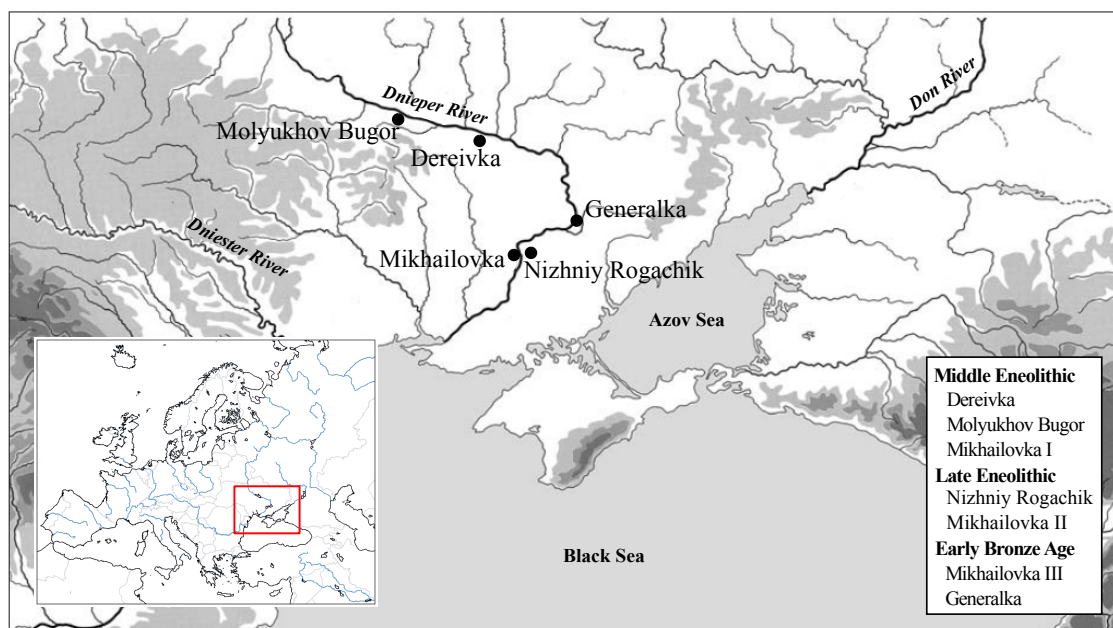 Dnieper River
Don River
Molyukhov Bugor
Dereivka
Generalka
Dniester River
Mikhailovka
Nizhniy Rogachik
Azov Sea
Black Sea
Middle Eneolithic
Dereivka
Molyukhov Bugor
Mikhailovka I
Late Eneolithic
Nizhniy Rogachik
Mikhailovka II
Early Bronze Age
Mikhailovka III
Generalka